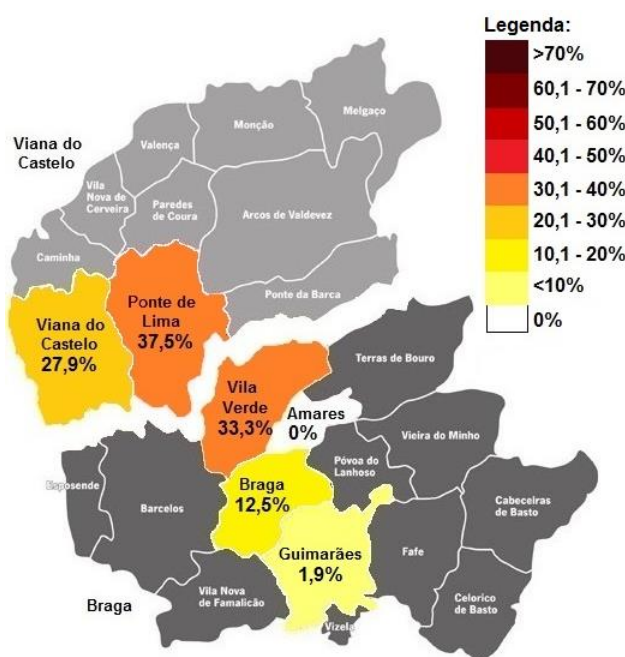 Legenda:
>70%
60,1 - 70%
50,1 - 60%
40,1 - 50%
30,1 - 40%
20,1 - 30%
10,1 - 20%
<10%
0%
Melgaço
Monção
Valença
Viana do
Castelo
Vila
Nova de
Cerveira
Paredes
de Coura
Arcos de Valdevez
Caminha
Ponte da Barca
Ponte de
Lima
37,5%
Viana do
Castelo
27,9%
Terras de Bouro
Vila
Verde
33,3%
Amares
0%
Vieira do Minho
Póvoa do
Lanhoso
Esposende
Barcelos
Braga
12,5%
Cabeceiras
de Basto
Guimarães
1,9%
Fafe
Vila Nova
de Famalicão
Braga
Celorico
de Basto
Vizela